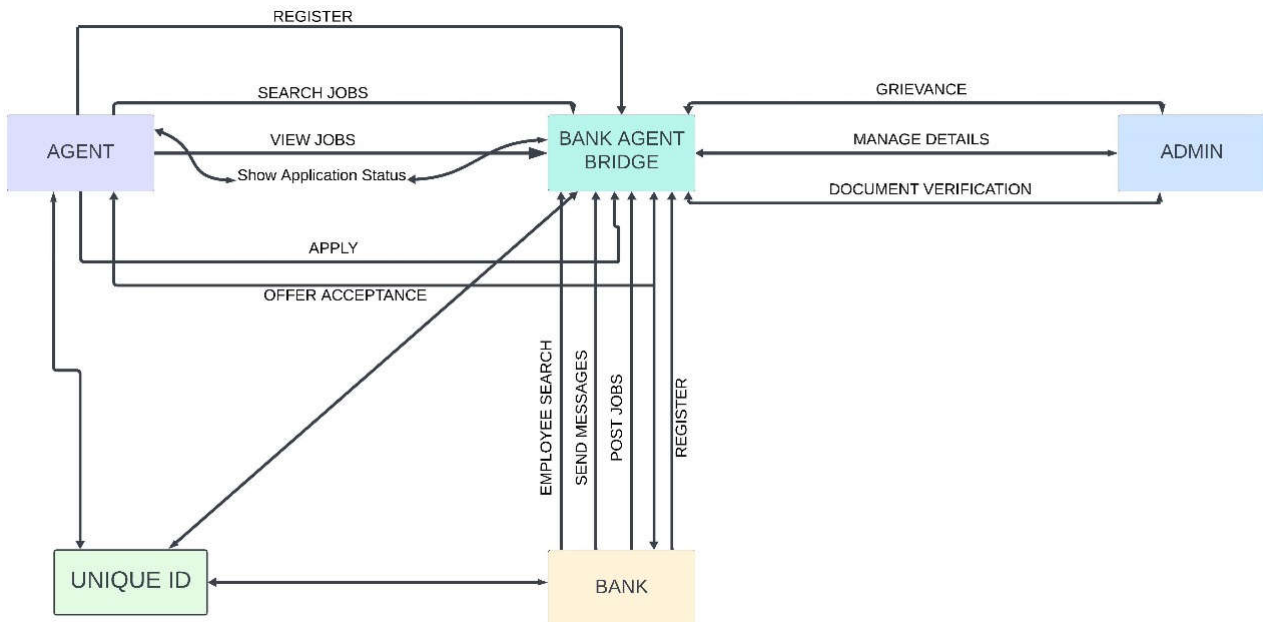 REGISTER
SEARCH JOBS
GRIEVANCE
AGENT
VIEW JOBS
BANK AGENT
BRIDGE
MANAGE DETAILS
ADMIN
Show Application Status
DOCUMENT VERIFICATION
APPLY
OFFER ACCEPTANCE
EMPLOYEE SEARCH
SEND MESSAGES
POST JOBS
REGISTER
UNIQUE ID
BANK